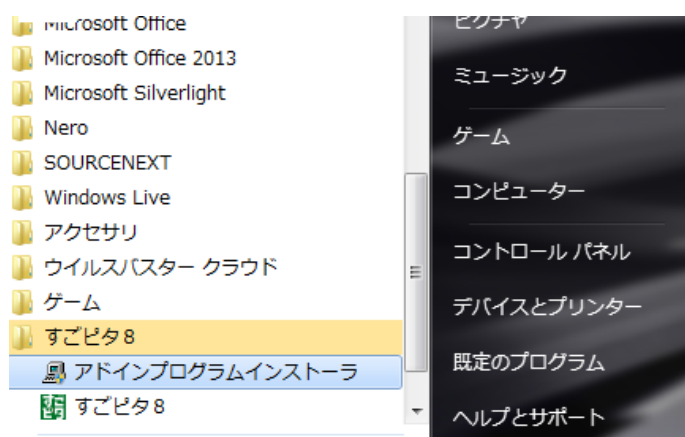 Microsoft Office
Microsoft Office 2013
Microsoft Silverlight
Nero
SOURCENEXT
Windows Live
アクセサリ
ウイルスバスター クラウド
ゲーム
すごピタ8
アドインプログラムインストーラ
すごピタ8
ピクチャ
ミュージック
ゲーム
コンピューター
コントロール パネル
デバイスとプリンター
既定のプログラム
ヘルプとサポート